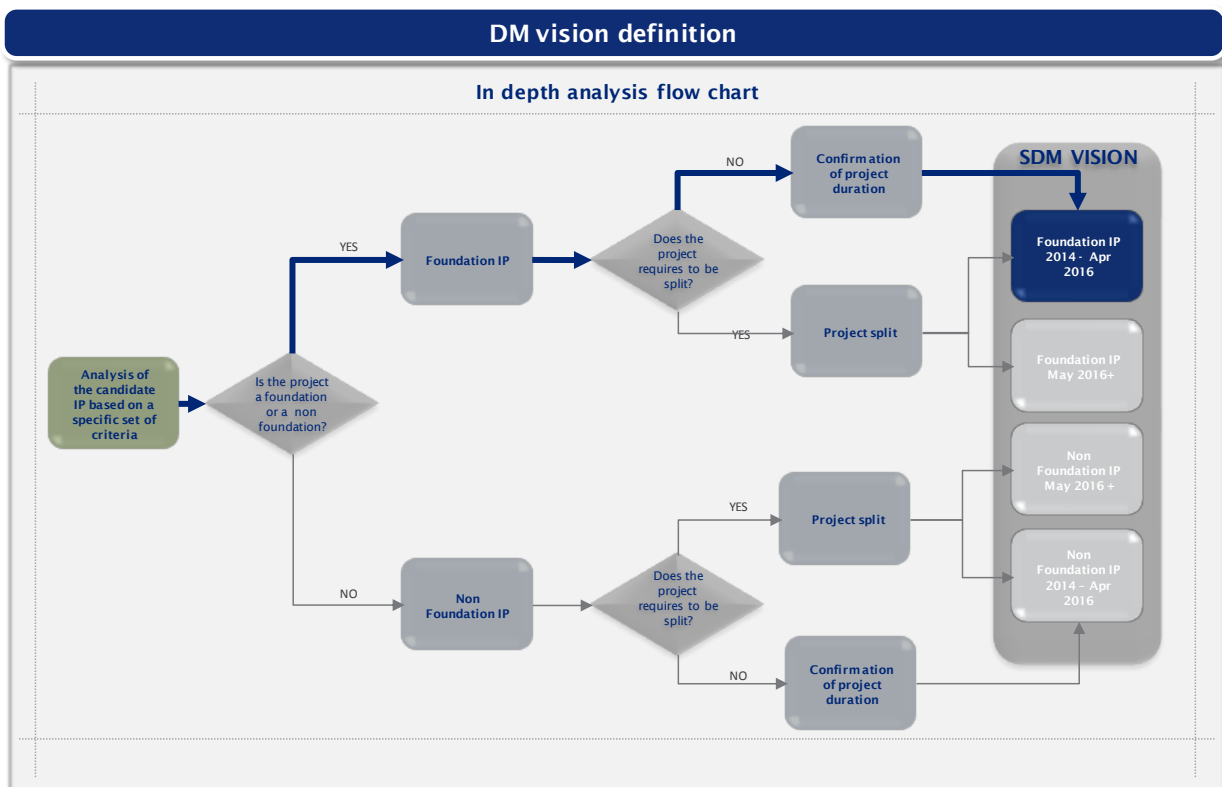 DM vision definition
In depth analysis flow chart
NO
Confirmation
of project
duration
SDM VISION
YES
Foundation IP
Does the
project
requires to be
split?
Foundation IP
2014 - Apr
2016
YES
Project split
Foundation IP
May 2016+
Analysis of
the candidate
IP based on a
specific set of
criteria
Is the project
a foundation
or a non
foundation?
Non
Foundation IP
May 2016 +
YES
Project split
NO
Non
Foundation IP
Does the
project
requires to be
split?
Non
Foundation IP
2014 – Apr
2016
NO
Confirmation
of project
duration